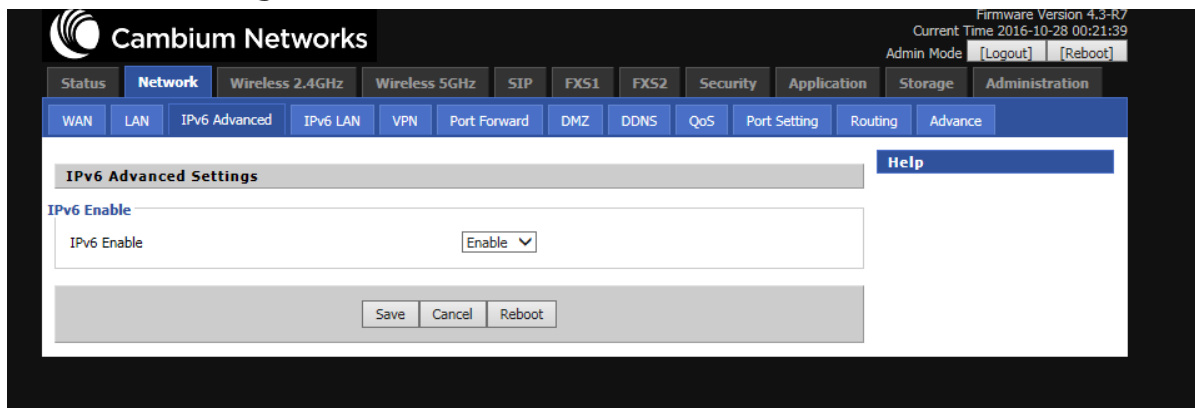 Firmware Version 4.3-R7
Cambium Networks
Current Time 2016-10-28 00:21:39
Admin Mode [Logout] [Reboot]
Status Network Wireless 2.4GHz Wireless 5GHz SIP FXS1 FXS2 Security Application Storage Administration
WAN LAN IPv6 Advanced IPv6 LAN VPN Port Forward DMZ DDNS QoS Port Setting Routing Advance
IPv6 Advanced Settings
Help
IPv6 Enable
IPv6 Enable Enable
Save Cancel Reboot